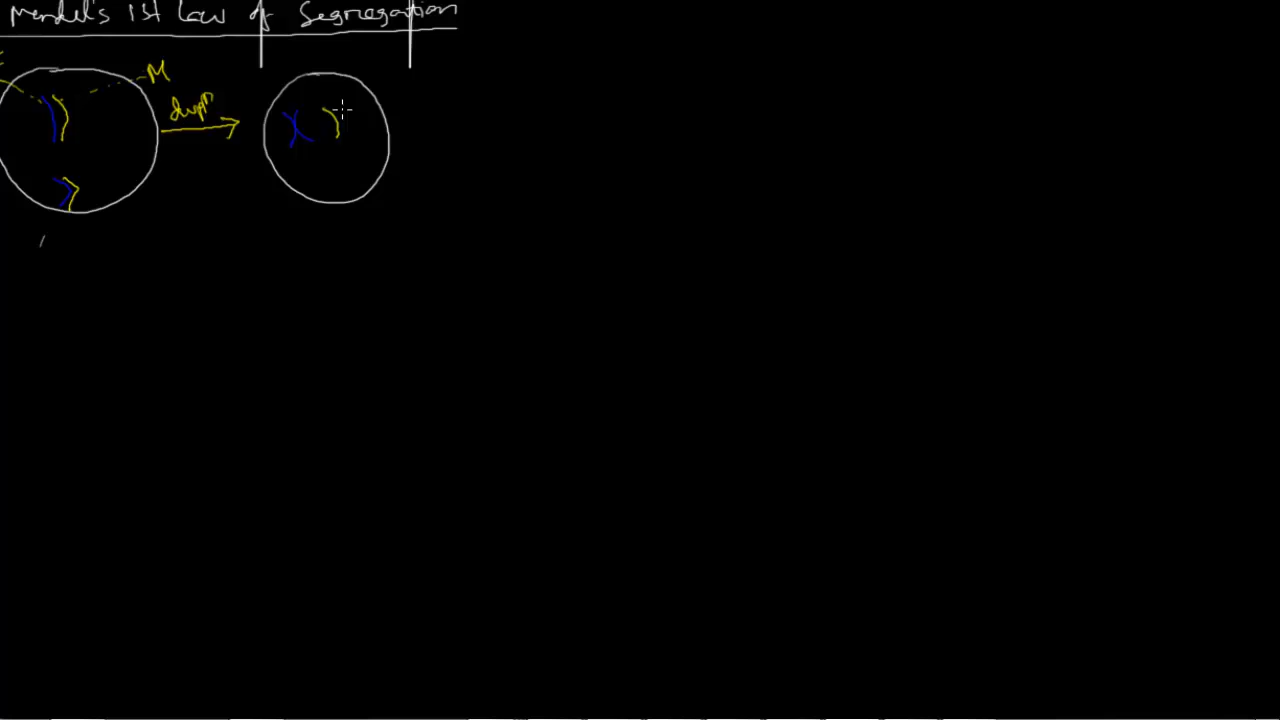 Mendel's 1st Law of Segregation
M
dupⁿ